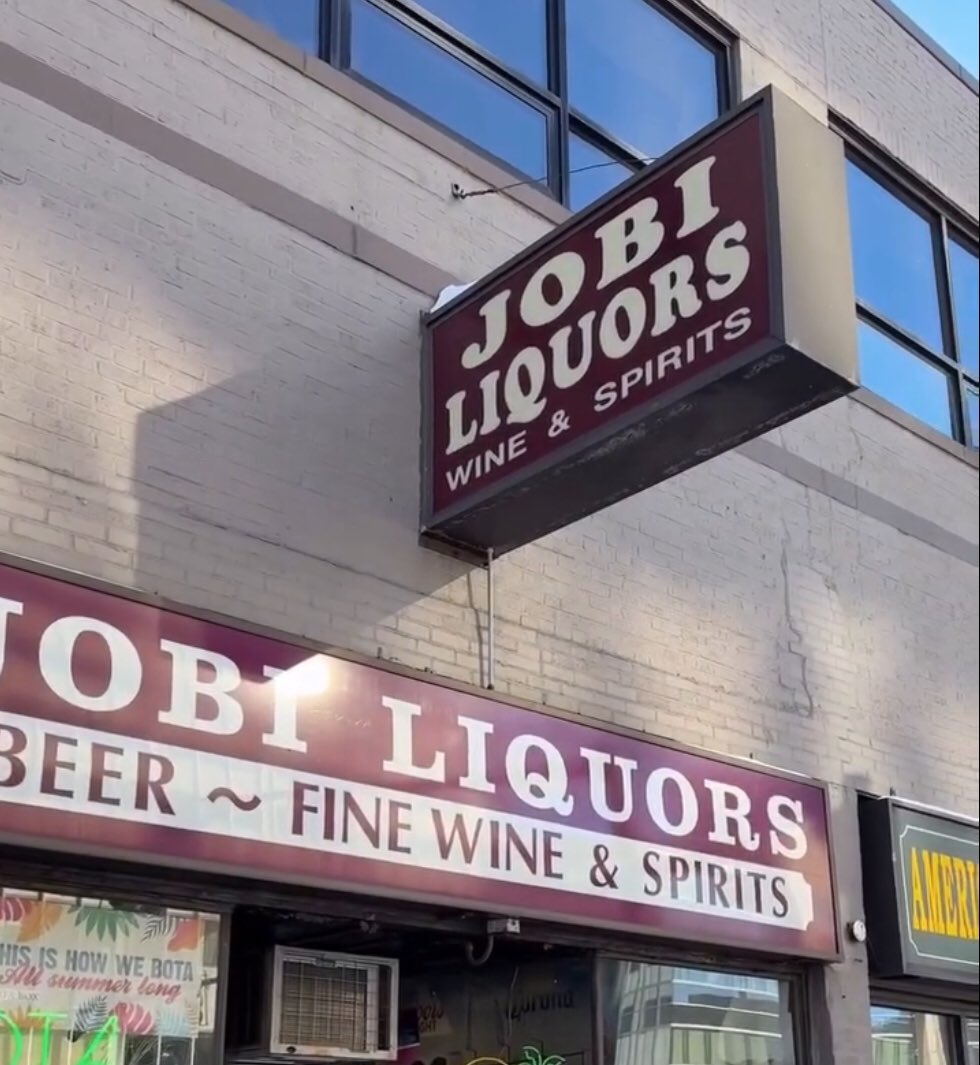 JOBI
LIQUORS
WINE & SPIRITS
JOBI LIQUORS
BEER ~ FINE WINE & SPIRITS
AMERI
THIS IS HOW WE BOTA
All summer long